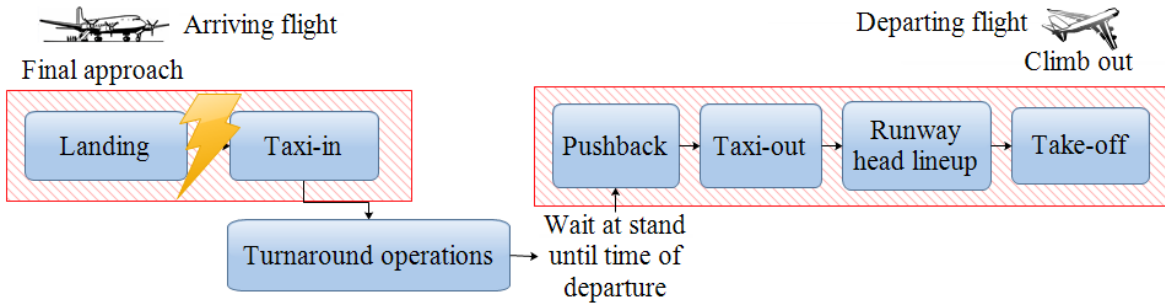 Arriving flight
Final approach
Landing
Taxi-in
Turnaround operations
Wait at stand
until time of
departure
Departing flight
Climb out
Pushback
Taxi-out
Runway
head lineup
Take-off